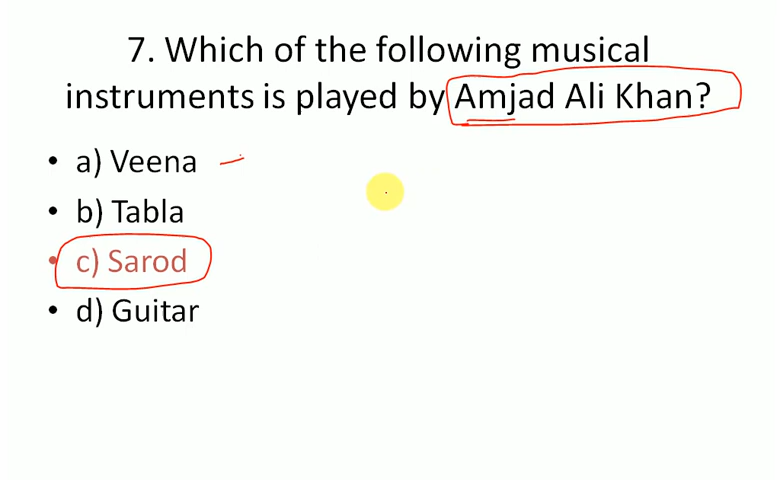 7. Which of the following musical
instruments is played by Amjad Ali Khan?
• a) Veena
• b) Tabla
• c) Sarod
• d) Guitar